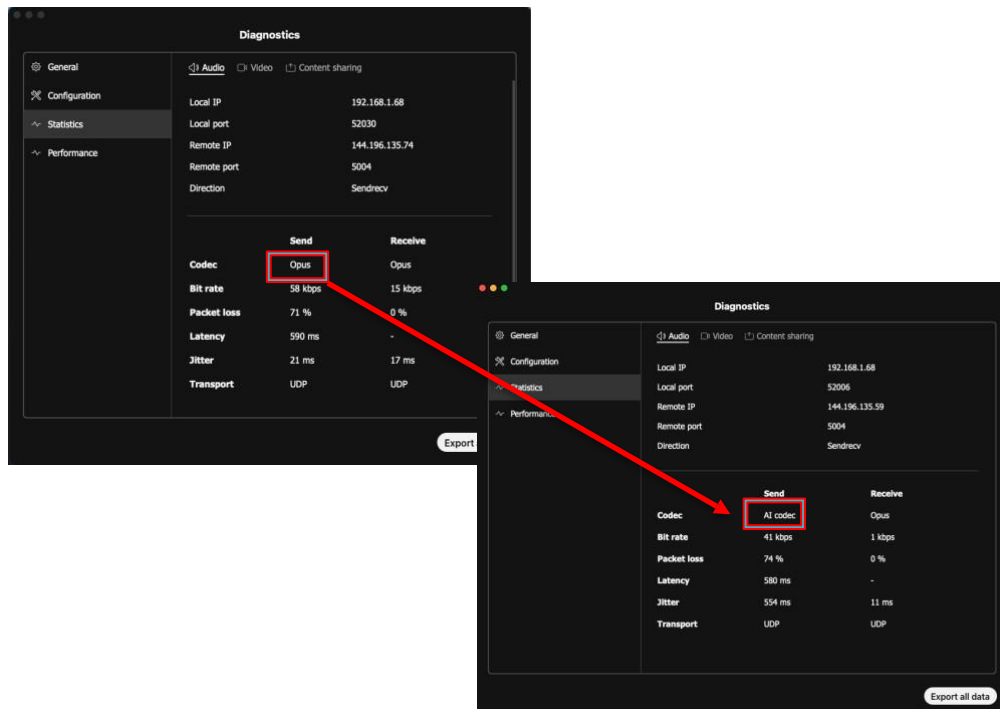 Diagnostics
General
Configuration
Statistics
Performance
Audio Video Content sharing
Local IP 192.168.1.68
Local port 52030
Remote IP 144.196.135.74
Remote port 5004
Direction Sendrecv
Send Receive
Codec Opus Opus
Bit rate 58 kbps 15 kbps
Packet loss 71 % 0 %
Latency 590 ms -
Jitter 21 ms 17 ms
Transport UDP UDP
Export
Diagnostics
General
Configuration
Statistics
Performance
Audio Video Content sharing
Local IP 192.168.1.68
Local port 52006
Remote IP 144.196.135.59
Remote port 5004
Direction Sendrecv
Send Receive
Codec AI codec Opus
Bit rate 41 kbps 1 kbps
Packet loss 74 % 0 %
Latency 580 ms -
Jitter 554 ms 11 ms
Transport UDP UDP
Export all data